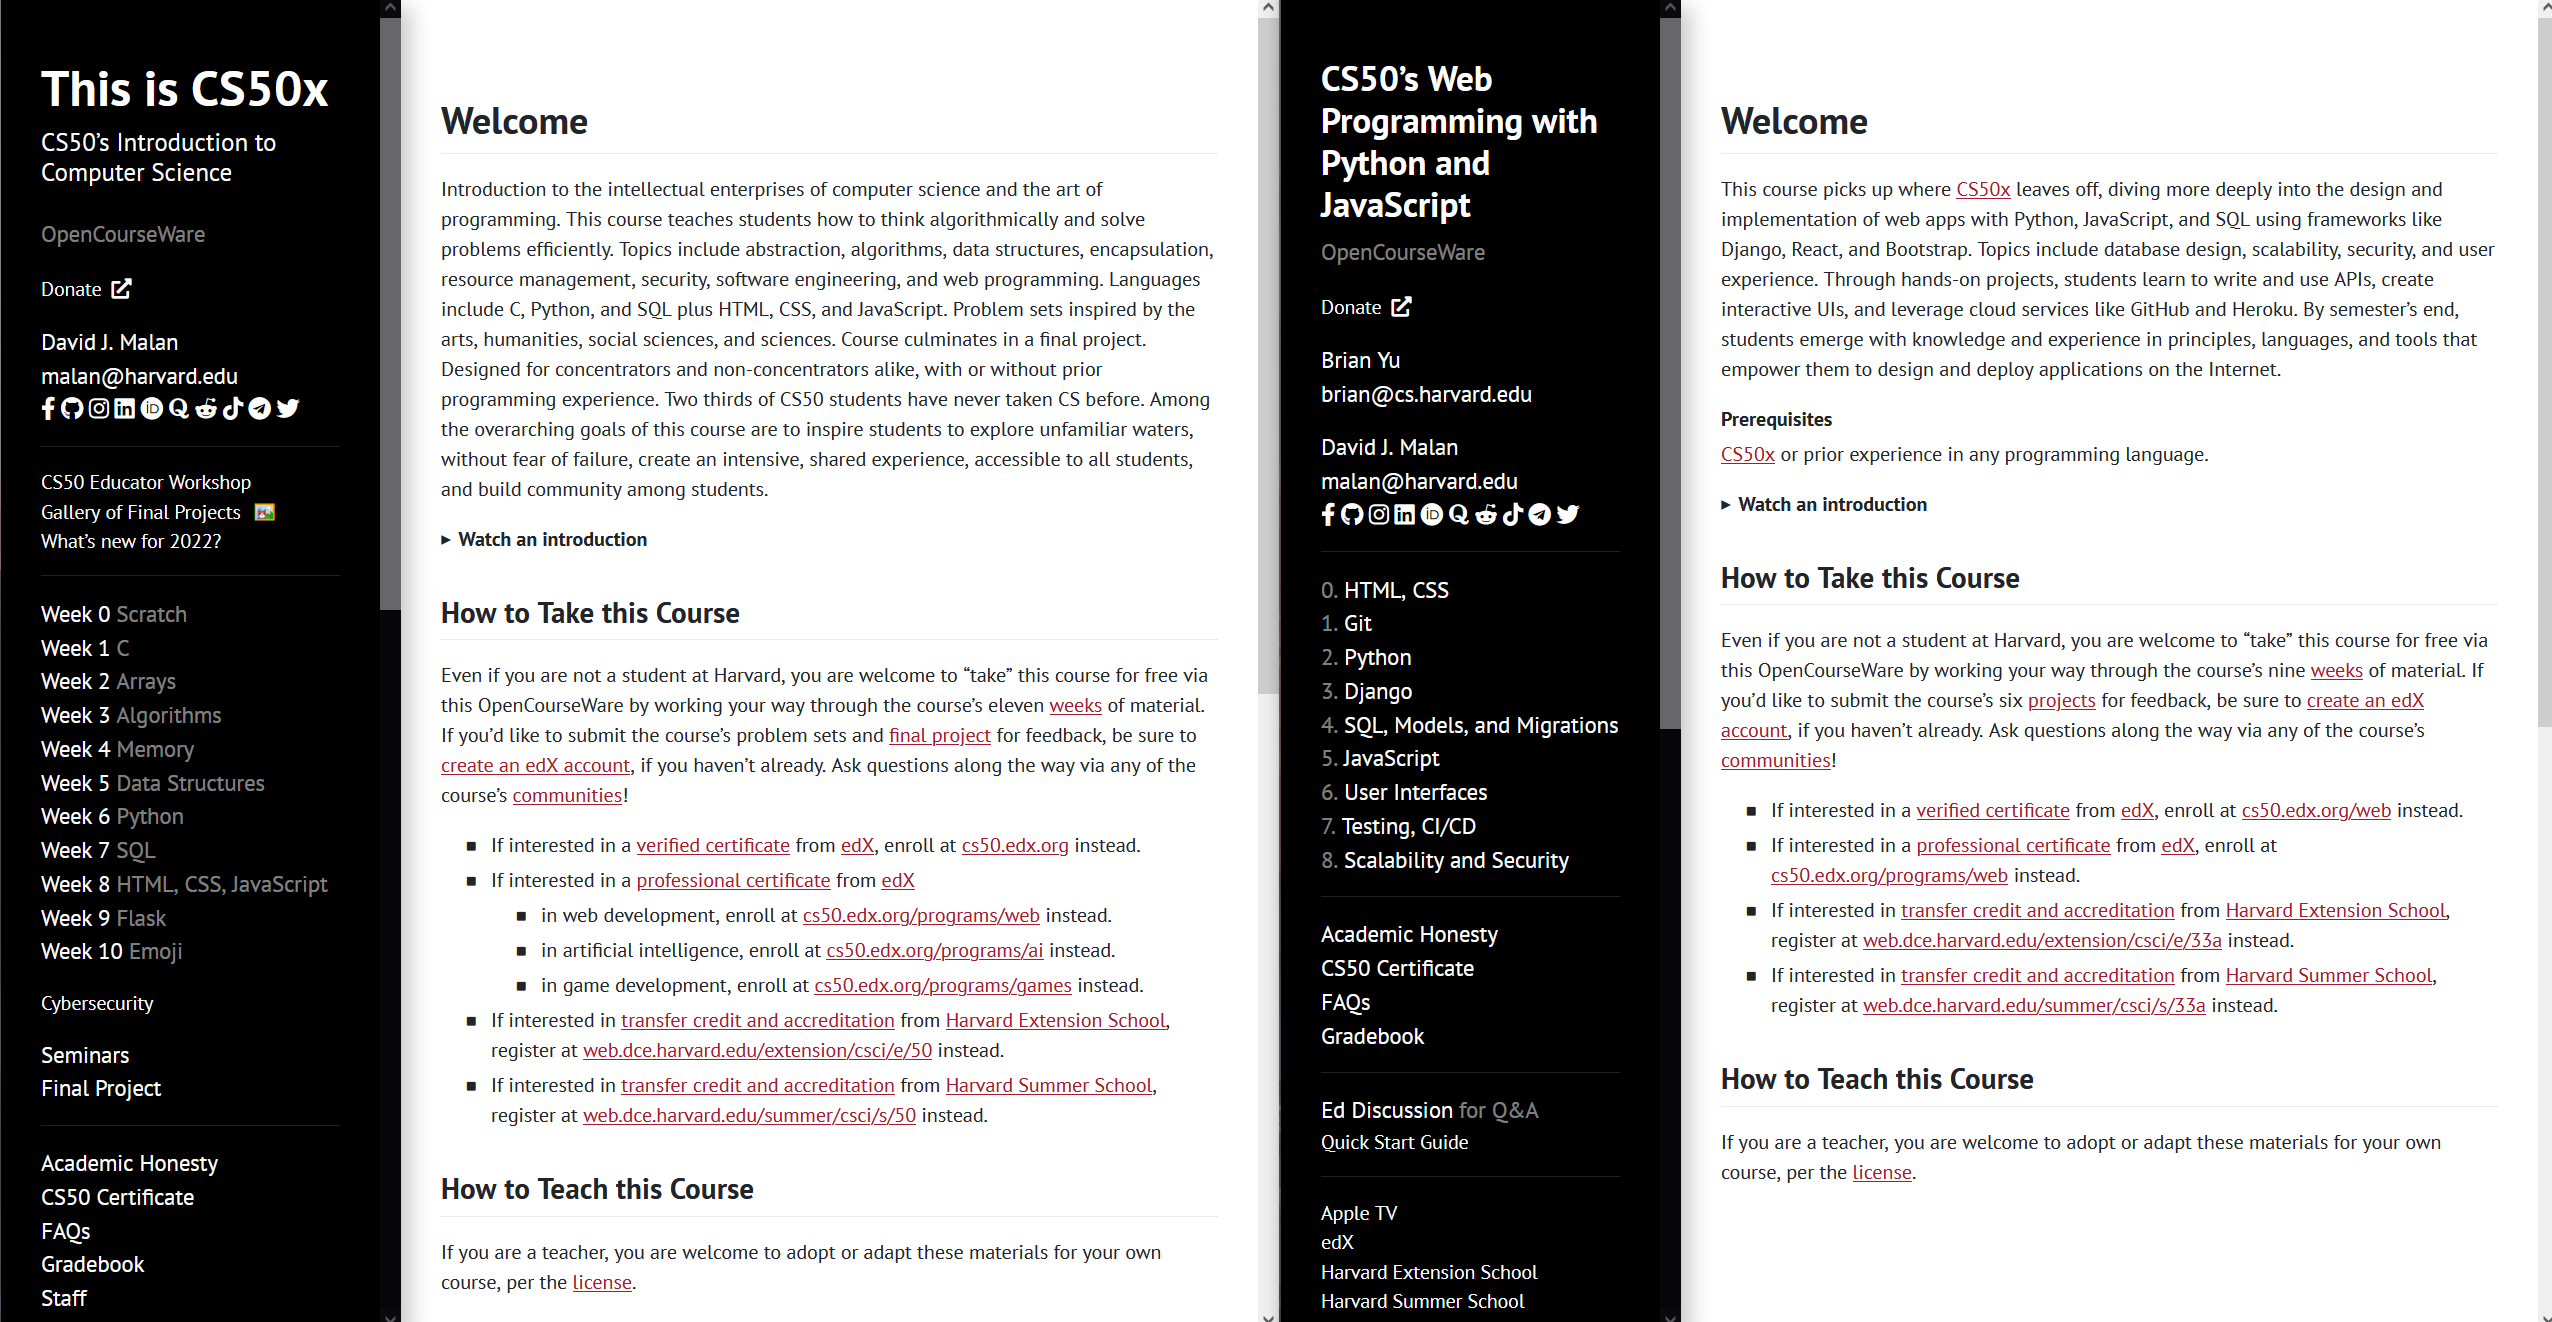 This is CS50x
CS50’s Introduction to
Computer Science
OpenCourseWare
Donate
David J. Malan
malan@harvard.edu
CS50 Educator Workshop
Gallery of Final Projects
What’s new for 2022?
Week 0 Scratch
Week 1 C
Week 2 Arrays
Week 3 Algorithms
Week 4 Memory
Week 5 Data Structures
Week 6 Python
Week 7 SQL
Week 8 HTML, CSS, JavaScript
Week 9 Flask
Week 10 Emoji
Cybersecurity
Seminars
Final Project
Academic Honesty
CS50 Certificate
FAQs
Gradebook
Staff
Welcome
Introduction to the intellectual enterprises of computer science and the art of
programming. This course teaches students how to think algorithmically and solve
problems efficiently. Topics include abstraction, algorithms, data structures, encapsulation,
resource management, security, software engineering, and web programming. Languages
include C, Python, and SQL plus HTML, CSS, and JavaScript. Problem sets inspired by the
arts, humanities, social sciences, and sciences. Course culminates in a final project.
Designed for concentrators and non-concentrators alike, with or without prior
programming experience. Two thirds of CS50 students have never taken CS before. Among
the overarching goals of this course are to inspire students to explore unfamiliar waters,
without fear of failure, create an intensive, shared experience, accessible to all students,
and build community among students.
▸ Watch an introduction
How to Take this Course
Even if you are not a student at Harvard, you are welcome to “take” this course for free via
this OpenCourseWare by working your way through the course’s eleven weeks of material.
If you’d like to submit the course’s problem sets and final project for feedback, be sure to
create an edX account, if you haven’t already. Ask questions along the way via any of the
course’s communities!
▪ If interested in a verified certificate from edX, enroll at cs50.edx.org instead.
▪ If interested in a professional certificate from edX
▪ in web development, enroll at cs50.edx.org/programs/web instead.
▪ in artificial intelligence, enroll at cs50.edx.org/programs/ai instead.
▪ in game development, enroll at cs50.edx.org/programs/games instead.
▪ If interested in transfer credit and accreditation from Harvard Extension School,
register at web.dce.harvard.edu/extension/csci/e/50 instead.
▪ If interested in transfer credit and accreditation from Harvard Summer School,
register at web.dce.harvard.edu/summer/csci/s/50 instead.
How to Teach this Course
If you are a teacher, you are welcome to adopt or adapt these materials for your own
course, per the license.
CS50’s Web
Programming with
Python and
JavaScript
OpenCourseWare
Donate
Brian Yu
brian@cs.harvard.edu
David J. Malan
malan@harvard.edu
0. HTML, CSS
1. Git
2. Python
3. Django
4. SQL, Models, and Migrations
5. JavaScript
6. User Interfaces
7. Testing, CI/CD
8. Scalability and Security
Academic Honesty
CS50 Certificate
FAQs
Gradebook
Ed Discussion for Q&A
Quick Start Guide
Apple TV
edX
Harvard Extension School
Harvard Summer School
Welcome
This course picks up where CS50x leaves off, diving more deeply into the design and
implementation of web apps with Python, JavaScript, and SQL using frameworks like
Django, React, and Bootstrap. Topics include database design, scalability, security, and user
experience. Through hands-on projects, students learn to write and use APIs, create
interactive UIs, and leverage cloud services like GitHub and Heroku. By semester’s end,
students emerge with knowledge and experience in principles, languages, and tools that
empower them to design and deploy applications on the Internet.
Prerequisites
CS50x or prior experience in any programming language.
▸ Watch an introduction
How to Take this Course
Even if you are not a student at Harvard, you are welcome to “take” this course for free via
this OpenCourseWare by working your way through the course’s nine weeks of material. If
you’d like to submit the course’s six projects for feedback, be sure to create an edX
account, if you haven’t already. Ask questions along the way via any of the course’s
communities!
▪ If interested in a verified certificate from edX, enroll at cs50.edx.org/web instead.
▪ If interested in a professional certificate from edX, enroll at
cs50.edx.org/programs/web instead.
▪ If interested in transfer credit and accreditation from Harvard Extension School,
register at web.dce.harvard.edu/extension/csci/e/33a instead.
▪ If interested in transfer credit and accreditation from Harvard Summer School,
register at web.dce.harvard.edu/summer/csci/s/33a instead.
How to Teach this Course
If you are a teacher, you are welcome to adopt or adapt these materials for your own
course, per the license.